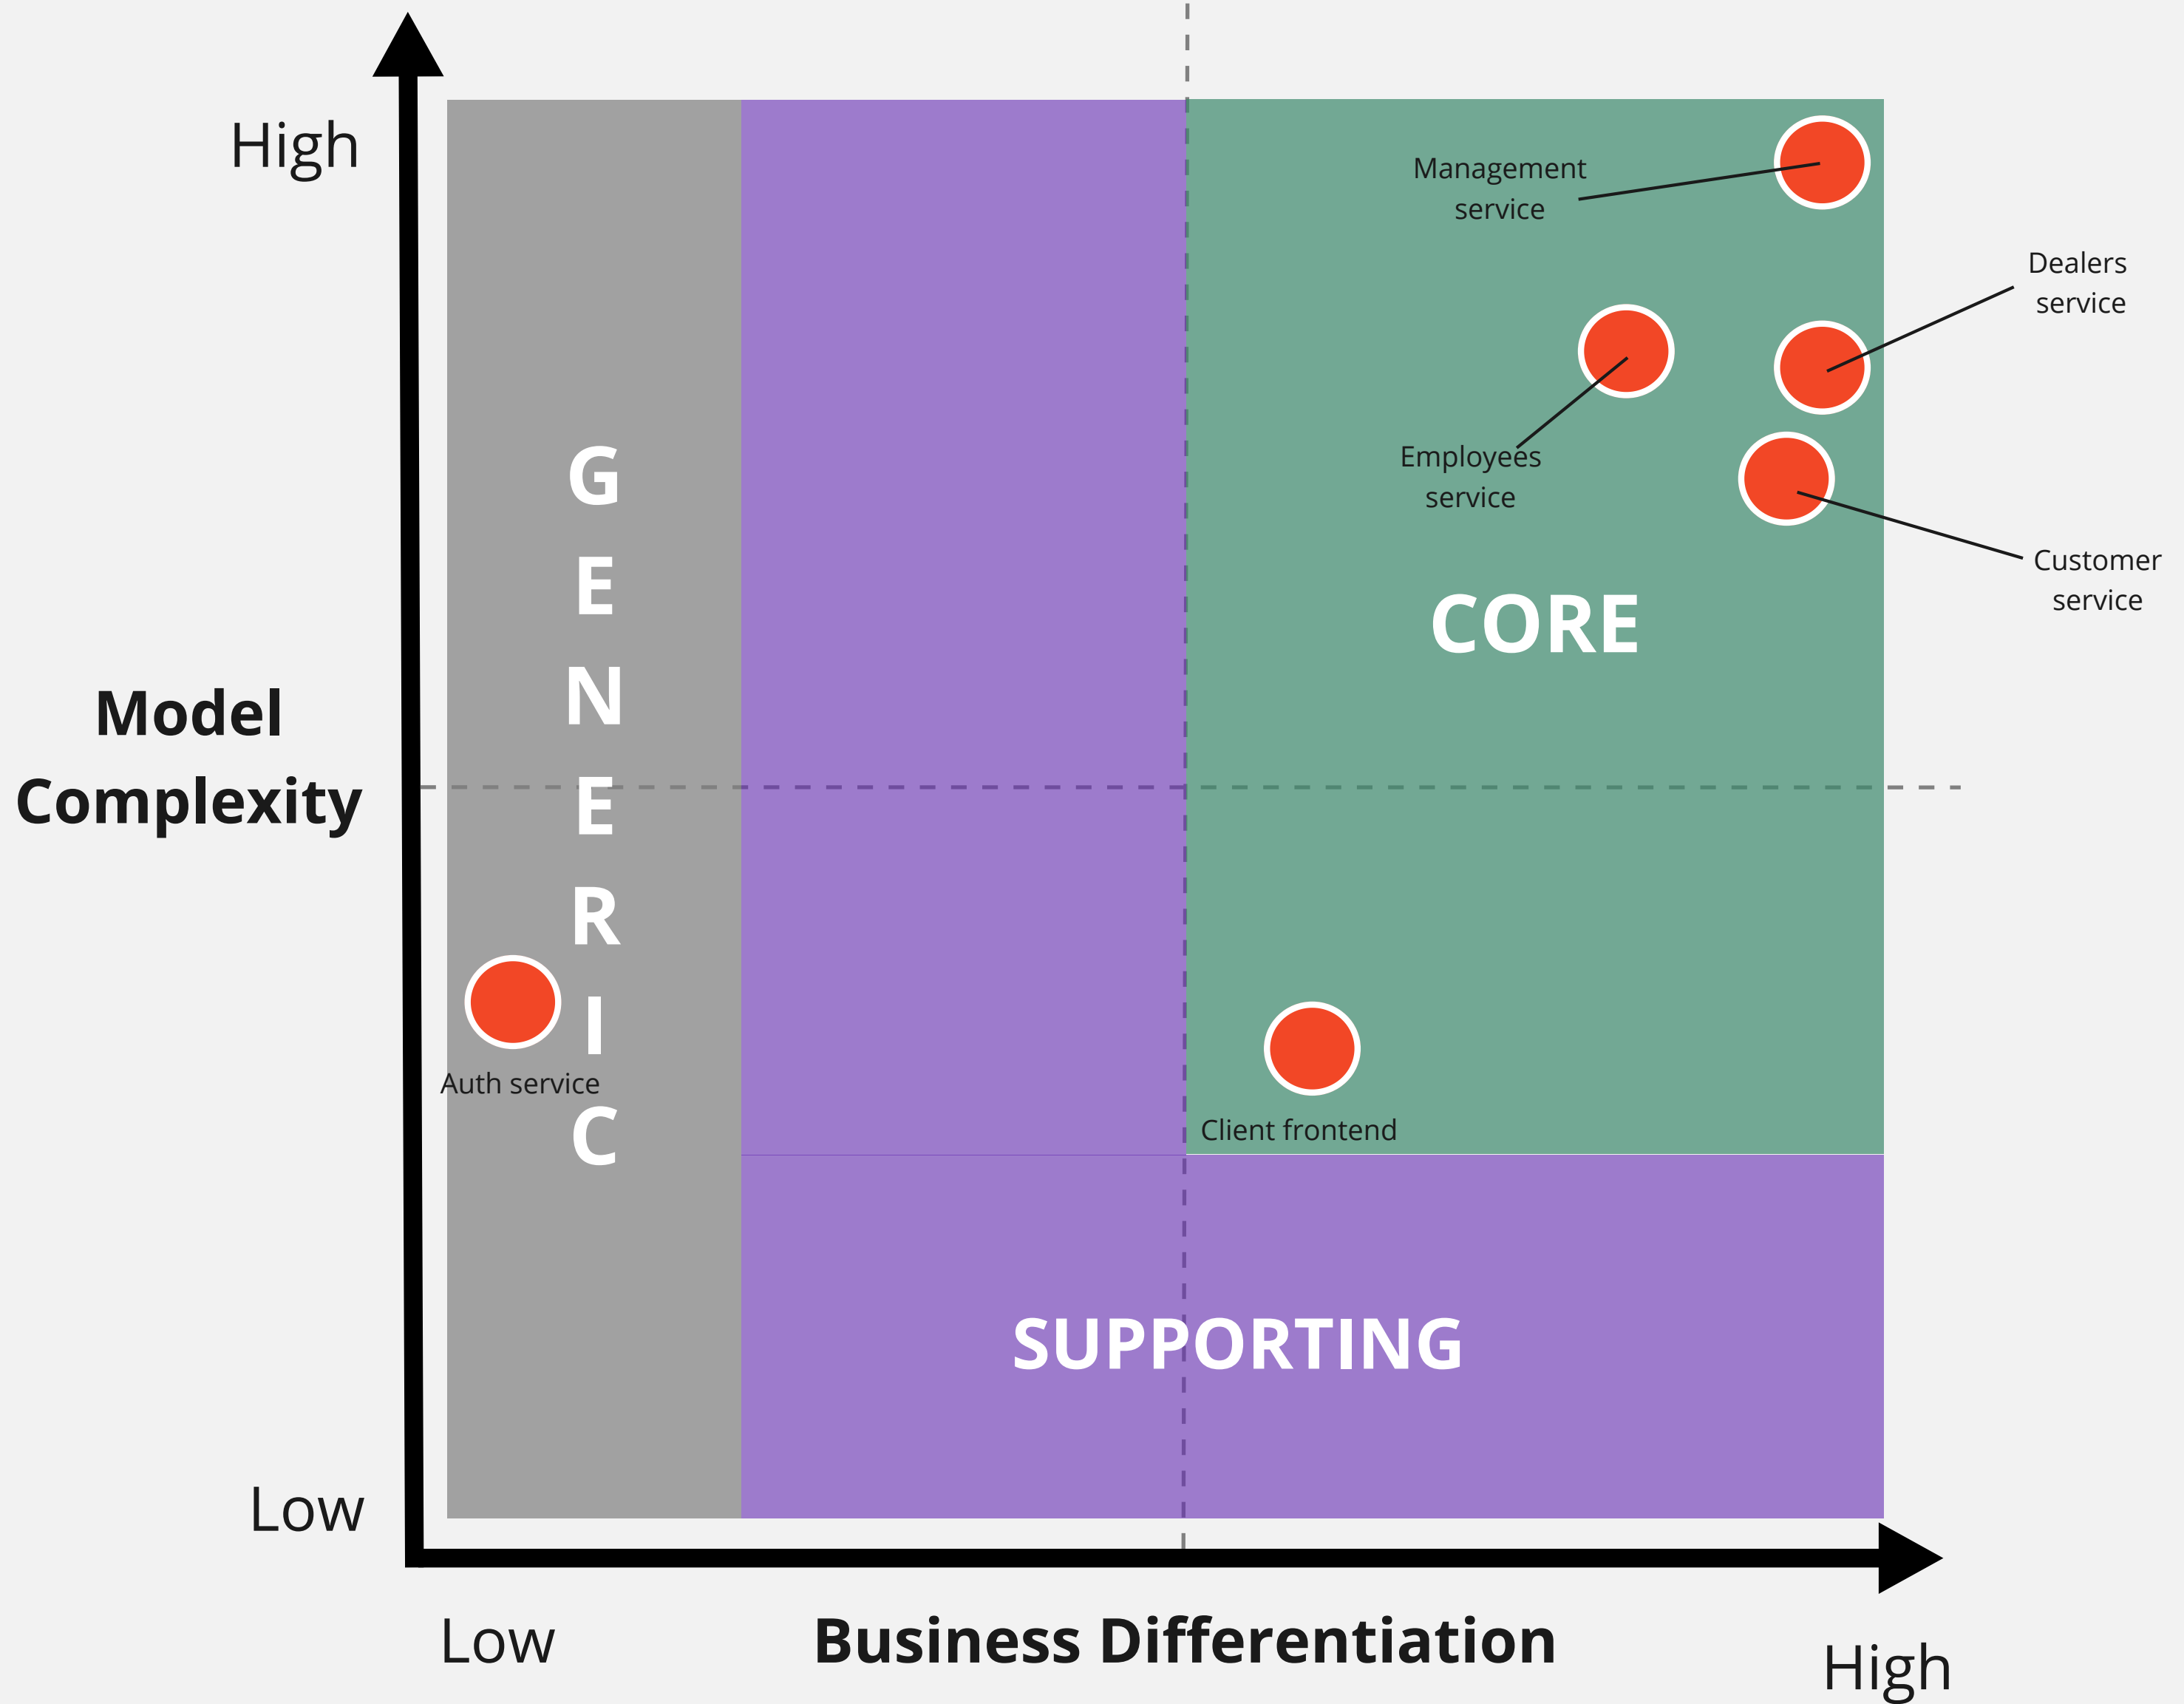 High
Management
service
Dealers
service
Employees
service
Customer
service
G
E
N
E
R
I
C
CORE
Model
Complexity
Auth service
Client frontend
SUPPORTING
Low
Low
Business Differentiation
High